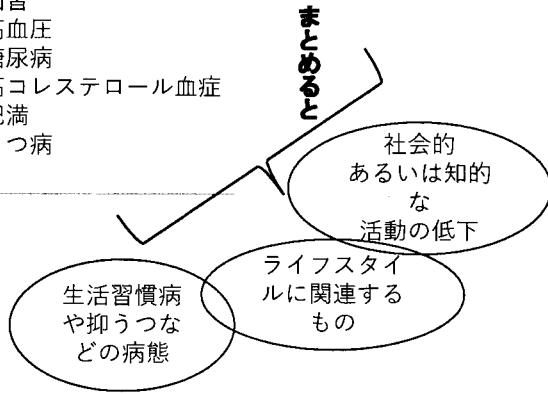 高血圧
糖尿病
高コレステロール血症
肥満
つ病
まとめると
社会的
あるいは知的
な
活動の低下
ライフスタイ
ルに関連する
もの
生活習慣病
や抑うつな
どの病態